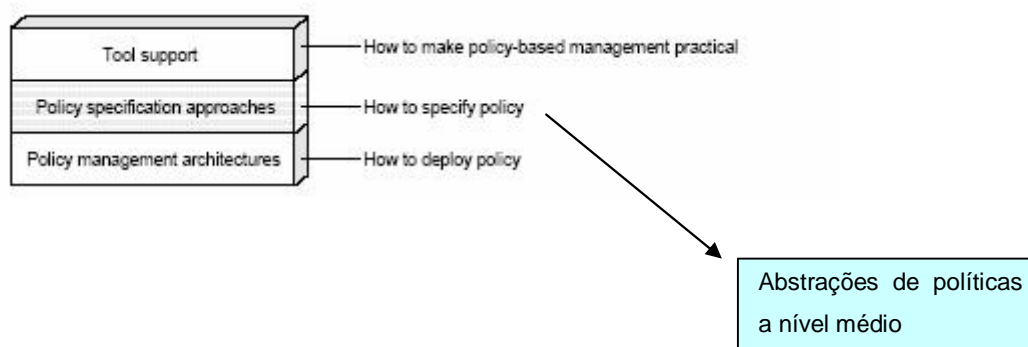 Tool support
How to make policy-based management practical
Policy specification approaches
How to specify policy
Policy management architectures
How to deploy policy
Abstrações de políticas
a nível médio